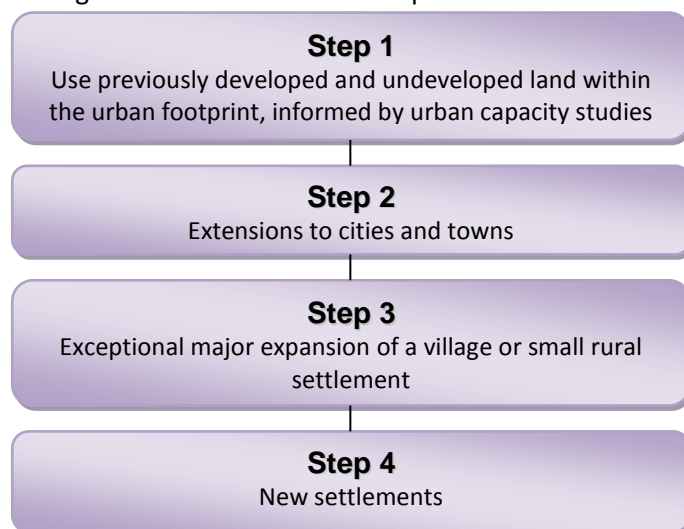 Step 1
Use previously developed and undeveloped land within
the urban footprint, informed by urban capacity studies
Step 2
Extensions to cities and towns
Step 3
Exceptional major expansion of a village or small rural
settlement
Step 4
New settlements